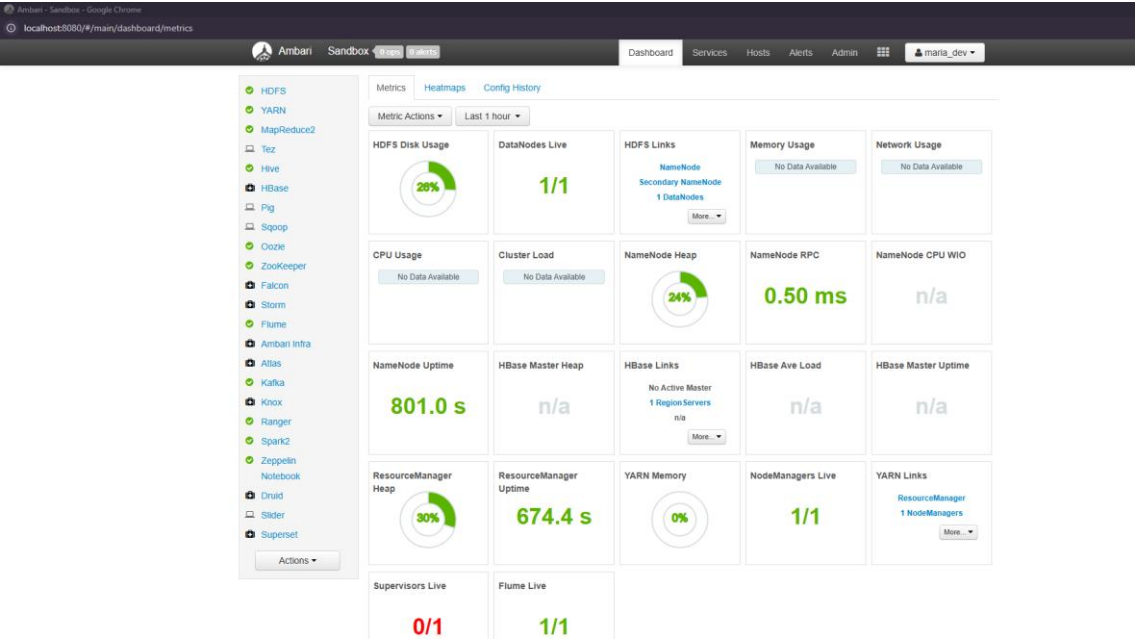 Ambari - Sandbox - Google Chrome
localhost:8080/#/main/dashboard/metrics
Ambari Sandbox 0 ops 0 alerts Dashboard Services Hosts Alerts Admin maria_dev
HDFS
YARN
MapReduce2
Tez
Hive
HBase
Pig
Sqoop
Oozie
ZooKeeper
Falcon
Storm
Flume
Ambari Infra
Atlas
Kafka
Knox
Ranger
Spark2
Zeppelin
Notebook
Druid
Slider
Superset
Actions
Metrics Heatmaps Config History
Metric Actions Last 1 hour
HDFS Disk Usage
26%
DataNodes Live
1/1
HDFS Links
NameNode
Secondary NameNode
1 DataNodes
More...
Memory Usage
No Data Available
Network Usage
No Data Available
CPU Usage
No Data Available
Cluster Load
No Data Available
NameNode Heap
24%
NameNode RPC
0.50 ms
NameNode CPU WIO
n/a
NameNode Uptime
801.0 s
HBase Master Heap
n/a
HBase Links
No Active Master
1 RegionServers
n/a
More...
HBase Ave Load
n/a
HBase Master Uptime
n/a
ResourceManager
Heap
30%
ResourceManager
Uptime
674.4 s
YARN Memory
0%
NodeManagers Live
1/1
YARN Links
ResourceManager
1 NodeManagers
More...
Supervisors Live
0/1
Flume Live
1/1